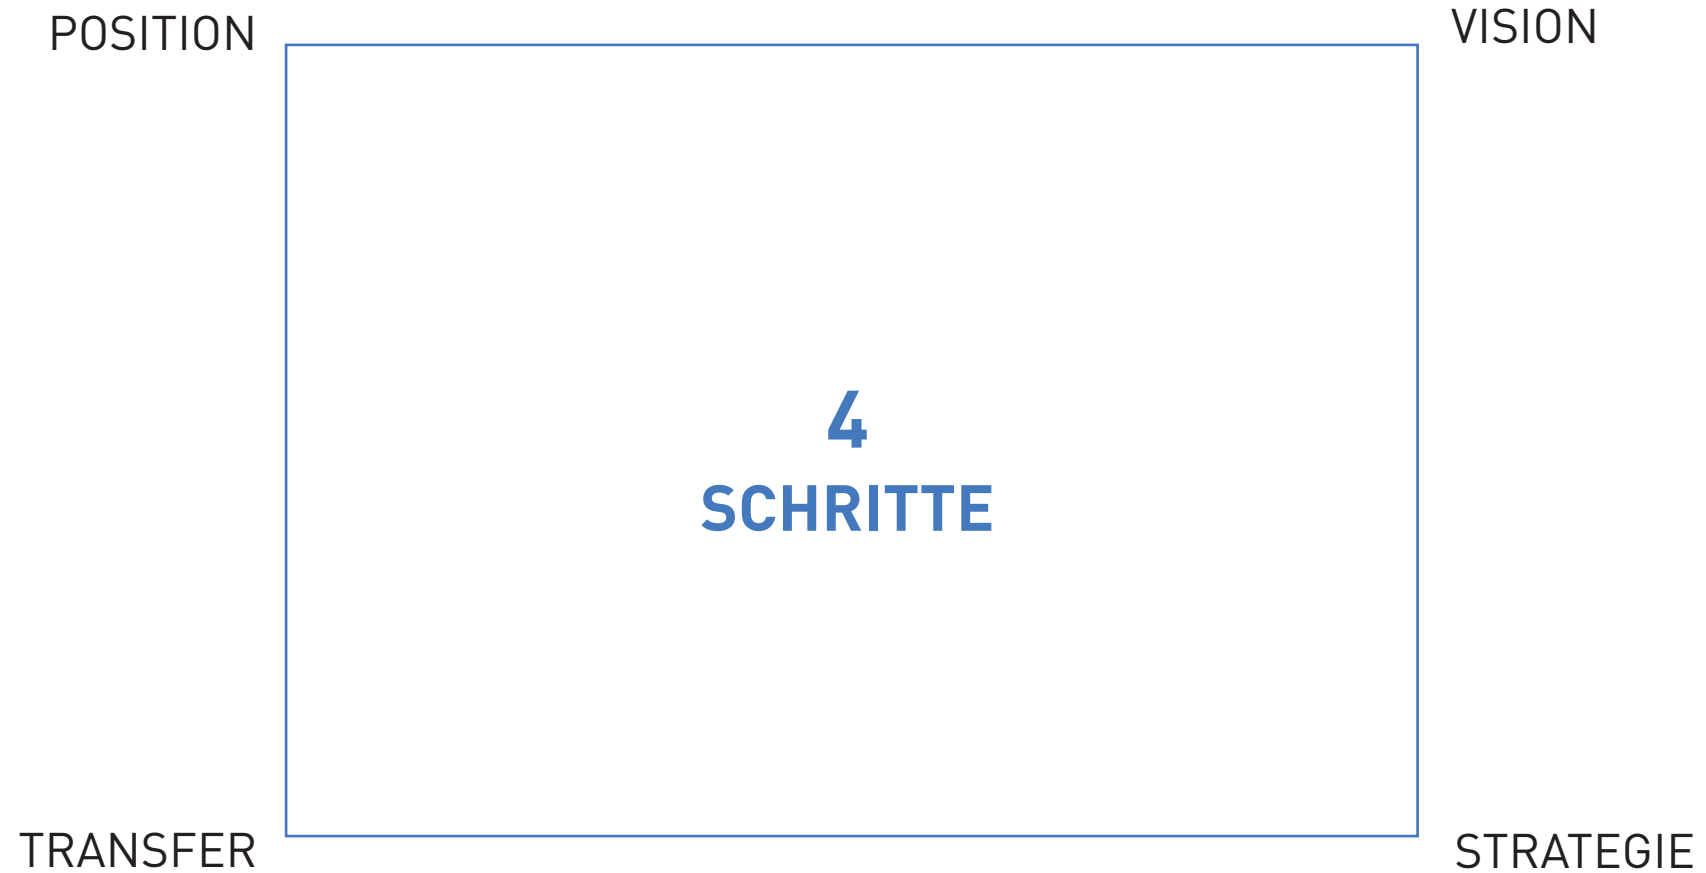 POSITION
VISION
4
SCHRITTE
TRANSFER
STRATEGIE